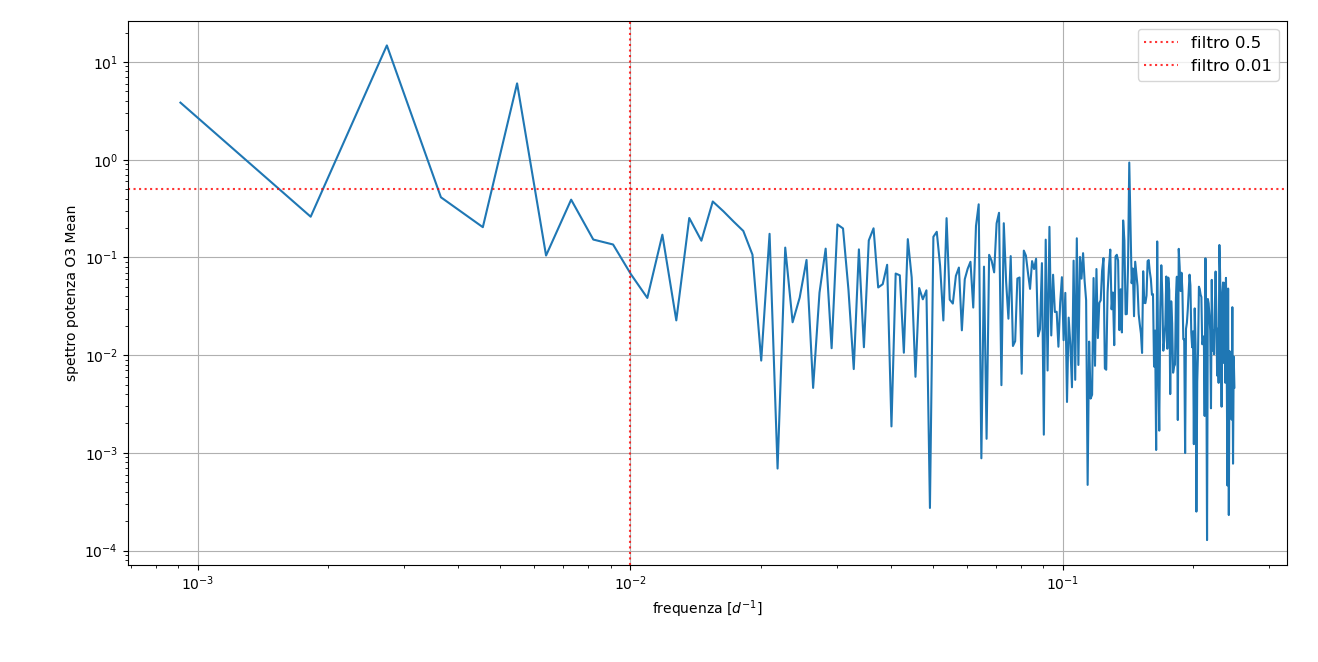 filtro 0.5
filtro 0.01
spettro potenza O3 Mean
10¹
10⁰
10⁻¹
10⁻²
10⁻³
10⁻⁴
10⁻³
10⁻²
10⁻¹
frequenza [d⁻¹]